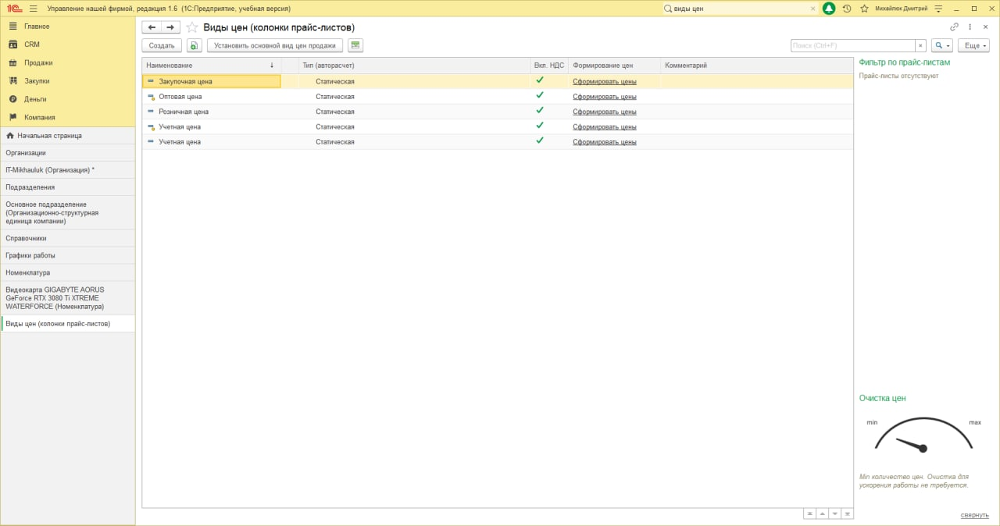 1С Управление нашей фирмой, редакция 1.6 (1С:Предприятие, учебная версия)
виды цен
Михайлюк Дмитрий
Главное
CRM
Продажи
Закупки
Деньги
Компания
Начальная страница
Организации
IT-Mikhauluk (Организация) *
Подразделения
Основное подразделение
(Организационно-структурная
единица компании)
Справочники
Графики работы
Номенклатура
Видеокарта GIGABYTE AORUS
GeForce RTX 3080 Ti XTREME
WATERFORCE (Номенклатура)
Виды цен (колонки прайс-листов)
Виды цен (колонки прайс-листов)
Создать
Установить основной вид цен продажи
Поиск (Ctrl+F)
Еще
Наименование Тип (авторасчет) Вкл. НДС Формирование цен Комментарий
Закупочная цена Статическая Сформировать цены
Оптовая цена Статическая Сформировать цены
Розничная цена Статическая Сформировать цены
Учетная цена Статическая Сформировать цены
Учетная цена Статическая Сформировать цены
Фильтр по прайс-листам
Прайс-листы отсутствуют
Очистка цен
min max
Min количество цен. Очистка для
ускорения работы не требуется.
свернуть